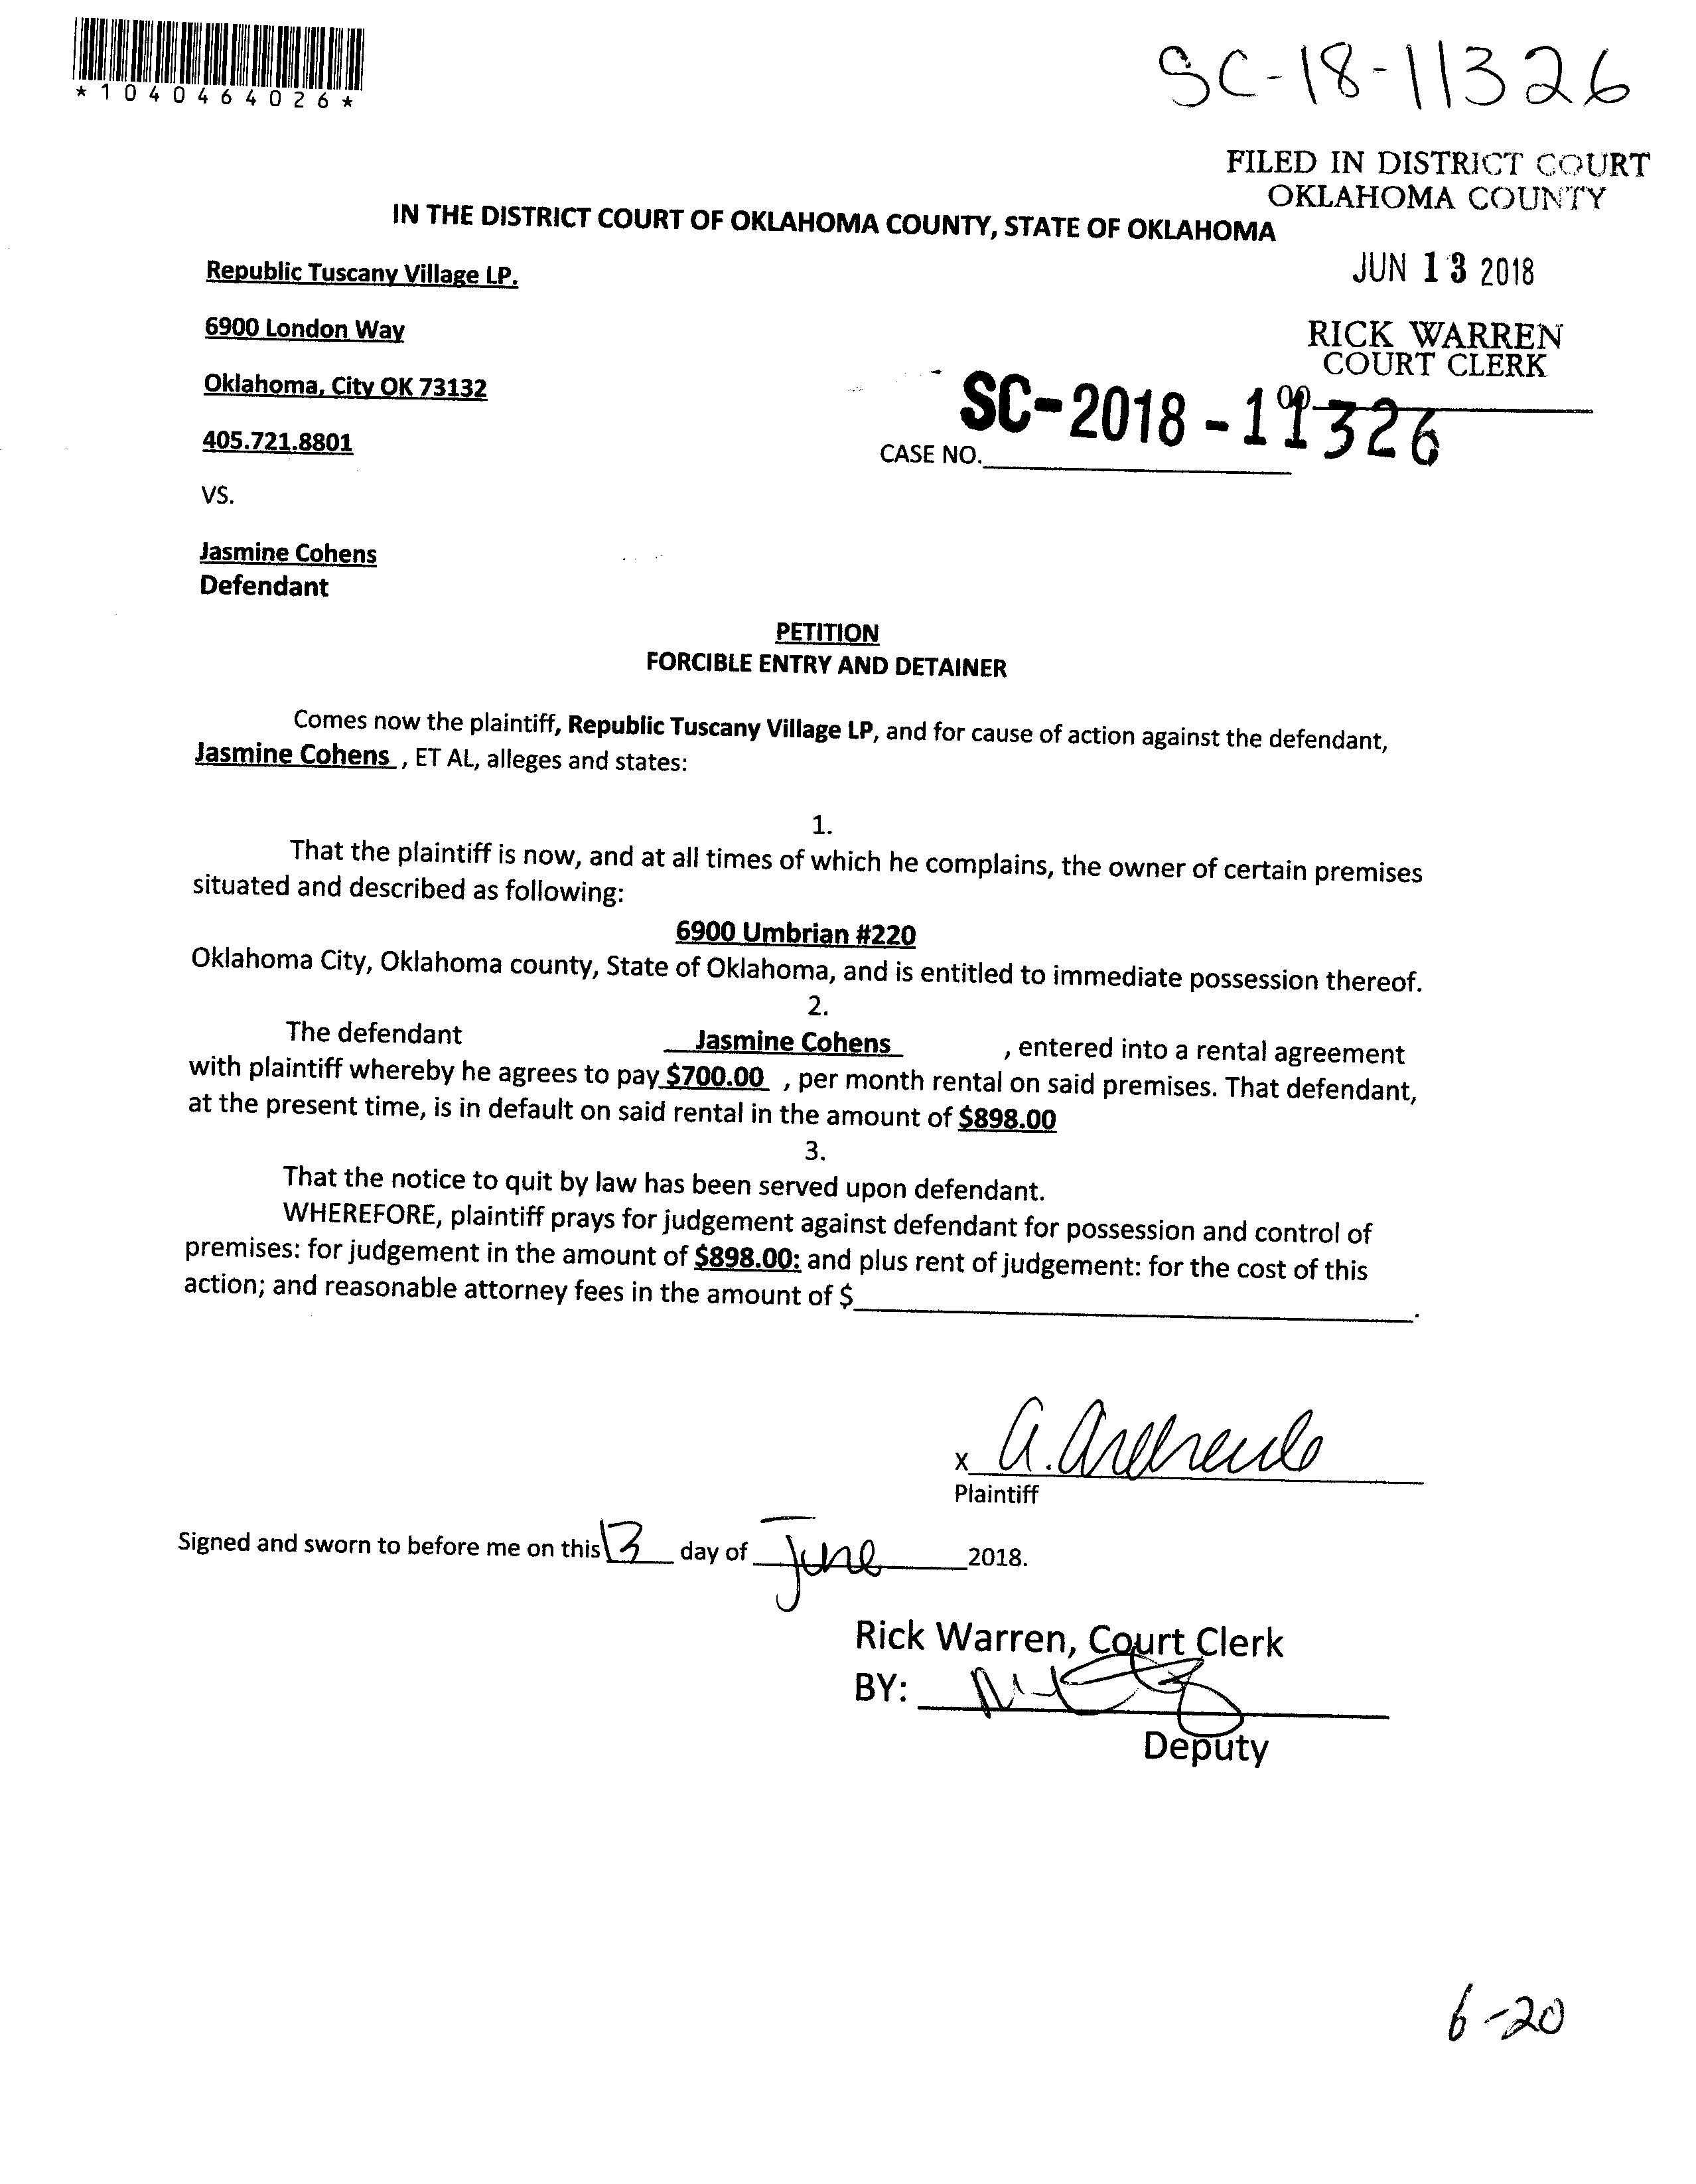 *1040464026*
SC-18-11326
FILED IN DISTRICT COURT
OKLAHOMA COUNTY
IN THE DISTRICT COURT OF OKLAHOMA COUNTY, STATE OF OKLAHOMA
JUN 13 2018
Republic Tuscany Village LP.
RICK WARREN
COURT CLERK
6900 London Way
Oklahoma, City OK 73132
SC-2018-11326
405.721.8801
CASE NO.
VS.
Jasmine Cohens
Defendant
PETITION
FORCIBLE ENTRY AND DETAINER
Comes now the plaintiff, Republic Tuscany Village LP, and for cause of action against the defendant,
Jasmine Cohens , ET AL, alleges and states:
1.
That the plaintiff is now, and at all times of which he complains, the owner of certain premises
situated and described as following:
6900 Umbrian #220
Oklahoma City, Oklahoma county, State of Oklahoma, and is entitled to immediate possession thereof.
2.
The defendant Jasmine Cohens , entered into a rental agreement
with plaintiff whereby he agrees to pay $700.00 , per month rental on said premises. That defendant,
at the present time, is in default on said rental in the amount of $898.00
3.
That the notice to quit by law has been served upon defendant.
WHEREFORE, plaintiff prays for judgement against defendant for possession and control of
premises: for judgement in the amount of $898.00: and plus rent of judgement: for the cost of this
action; and reasonable attorney fees in the amount of $ .
X
Plaintiff
Signed and sworn to before me on this 13 day of June 2018.
Rick Warren, Court Clerk
BY:
Deputy
6-20